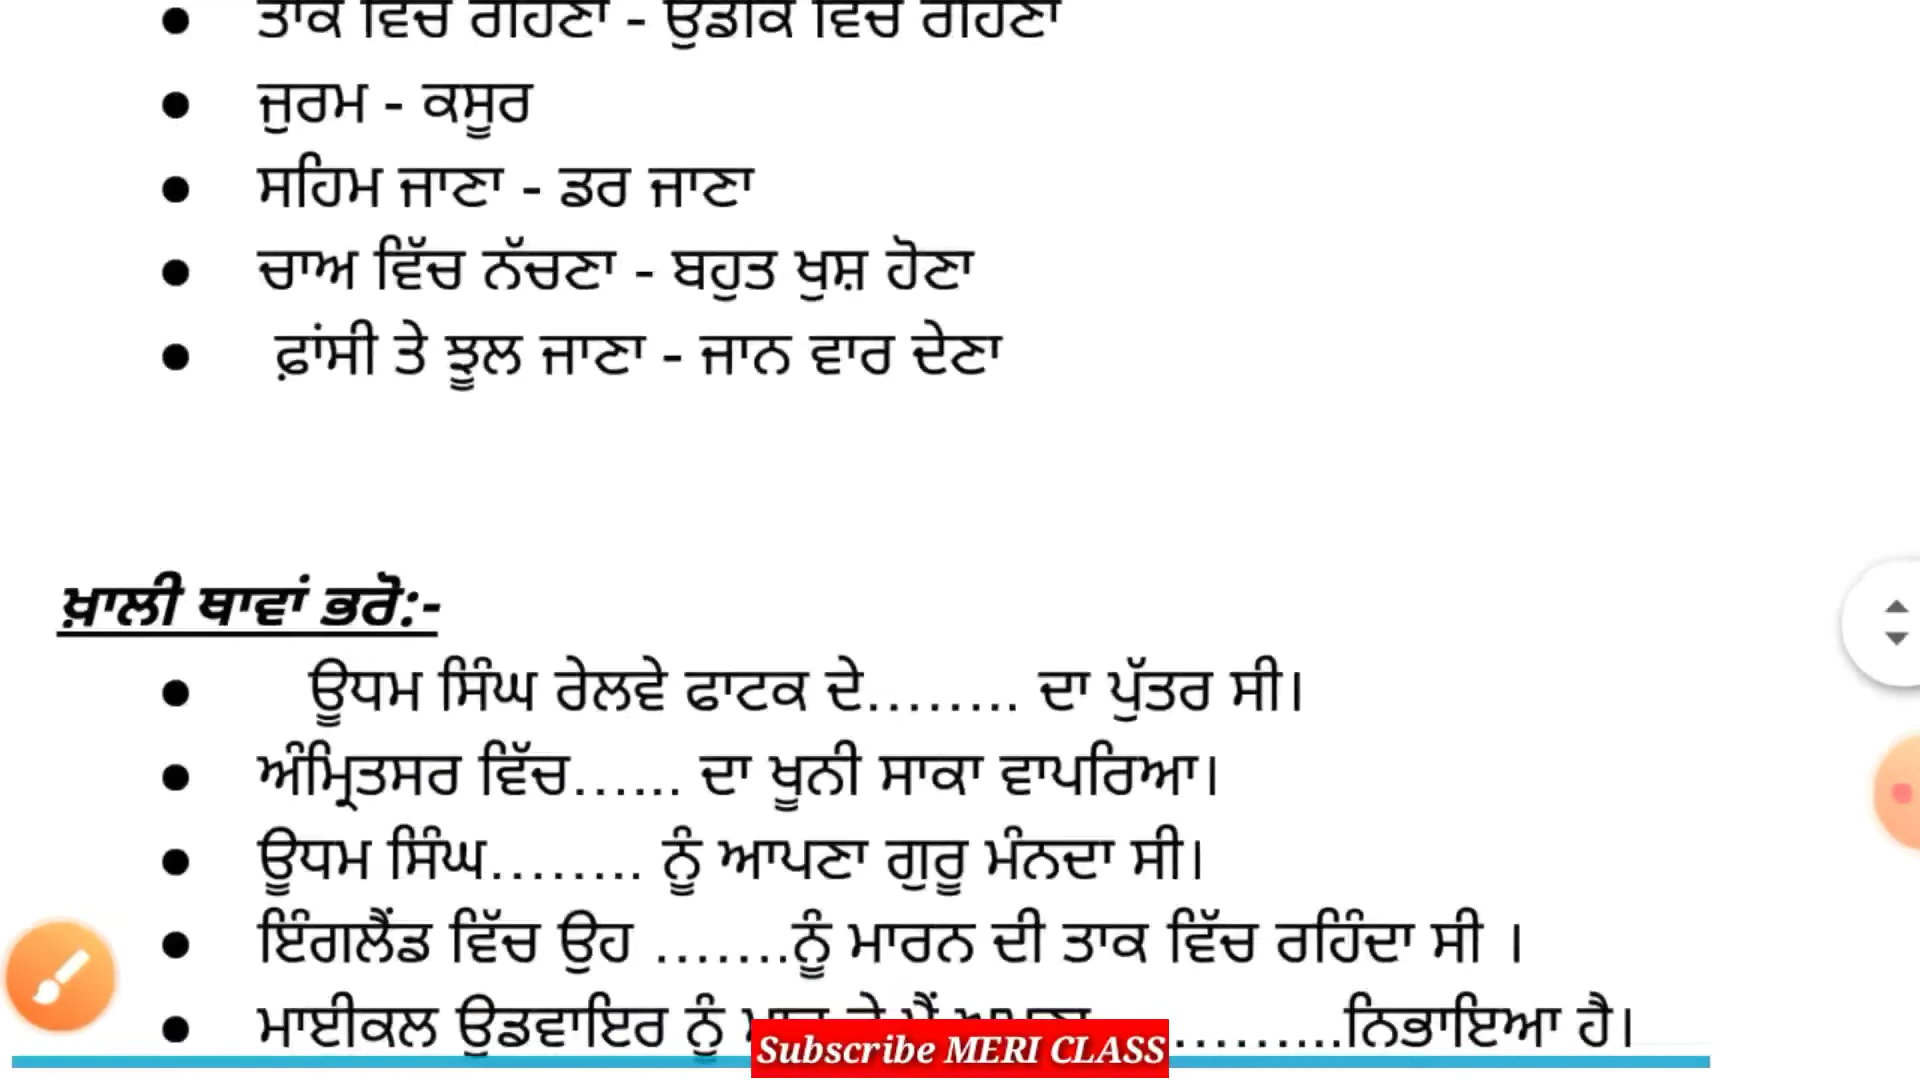 ਤਾਕ ਵਿੱਚ ਰਹਿਣਾ - ਉਡੀਕ ਵਿੱਚ ਰਹਿਣਾ
ਜੁਰਮ - ਕਸੂਰ
ਸਹਿਮ ਜਾਣਾ - ਡਰ ਜਾਣਾ
ਚਾਅ ਵਿੱਚ ਨੱਚਣਾ - ਬਹੁਤ ਖੁਸ਼ ਹੋਣਾ
ਫ਼ਾਂਸੀ ਤੇ ਝੂਲ ਜਾਣਾ - ਜਾਨ ਵਾਰ ਦੇਣਾ
ਖ਼ਾਲੀ ਥਾਵਾਂ ਭਰੋ:-
ਊਧਮ ਸਿੰਘ ਰੇਲਵੇ ਫਾਟਕ ਦੇ........ ਦਾ ਪੁੱਤਰ ਸੀ।
ਅੰਮ੍ਰਿਤਸਰ ਵਿੱਚ...... ਦਾ ਖੂਨੀ ਸਾਕਾ ਵਾਪਰਿਆ।
ਊਧਮ ਸਿੰਘ........ ਨੂੰ ਆਪਣਾ ਗੁਰੂ ਮੰਨਦਾ ਸੀ।
ਇੰਗਲੈਂਡ ਵਿੱਚ ਉਹ .......ਨੂੰ ਮਾਰਨ ਦੀ ਤਾਕ ਵਿੱਚ ਰਹਿੰਦਾ ਸੀ ।
ਮਾਈਕਲ ਉਡਵਾਇਰ ਨੂੰ .........ਨਿਭਾਇਆ ਹੈ।
Subscribe MERI CLASS